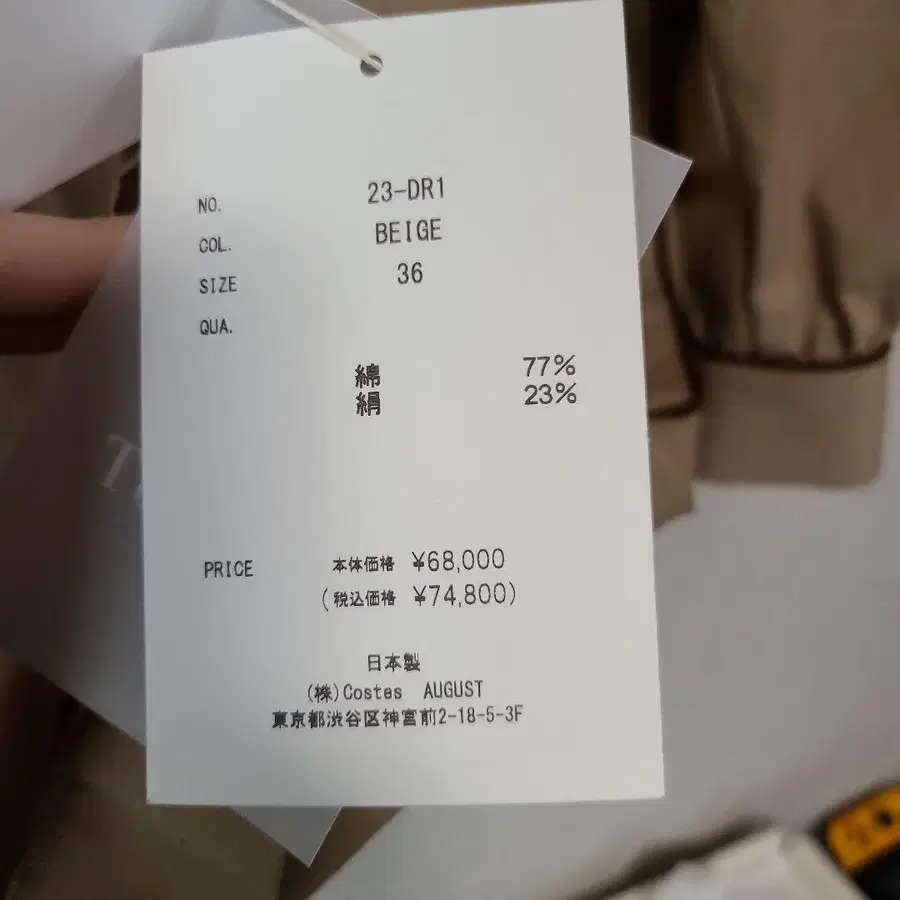 NO. 23-DR1
COL. BEIGE
SIZE 36
QUA.
綿 77%
絹 23%
PRICE 本体価格 ¥68,000
(税込価格 ¥74,800)
日本製
(株)Costes AUGUST
東京都渋谷区神宮前2-18-5-3F